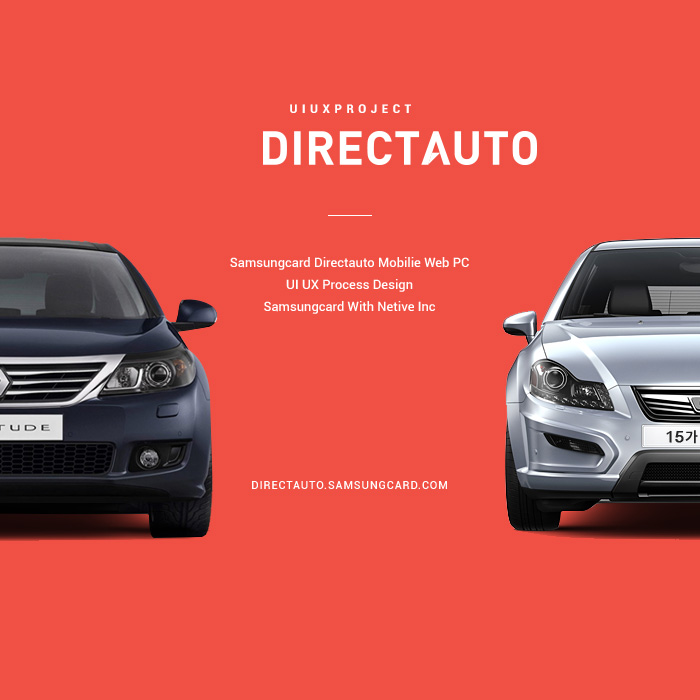 UIUXPROJECT
DIRECTAUTO
Samsungcard Directauto Mobilie Web PC
UI UX Process Design
Samsungcard With Netive Inc
TUDE
15가
DIRECTAUTO.SAMSUNGCARD.COM